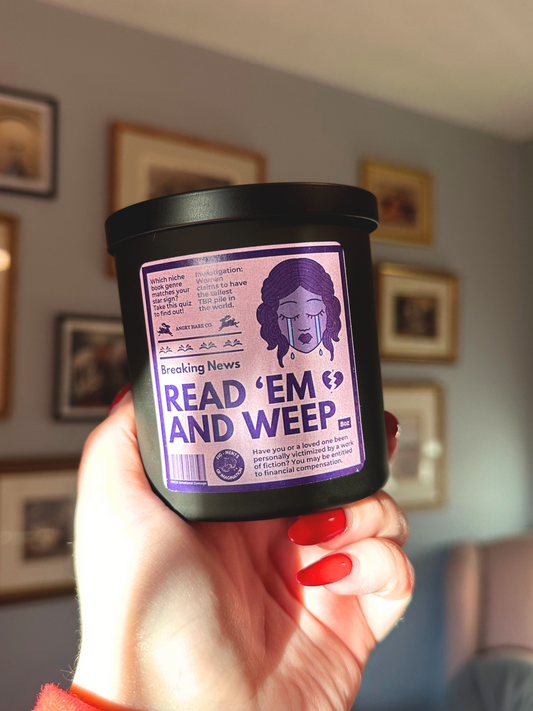 Which niche
book genre
matches your
star sign?
Take this quiz
to find out!
Investigation:
Woman
claims to have
the tallest
TBR pile in
the world.
ANGRY HARE CO.
Breaking News
READ ‘EM
AND WEEP
8oz
Have you or a loved one been
personally victimized by a work
of fiction? You may be entitled
to financial compensation.